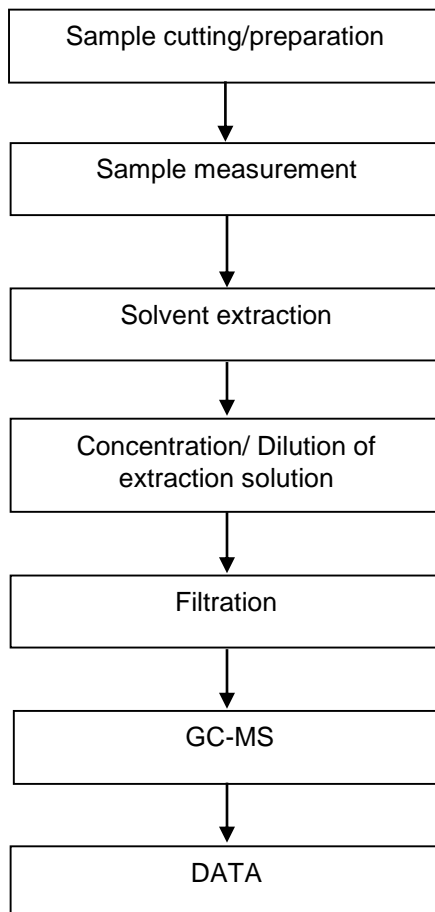 Sample cutting/preparation
Sample measurement
Solvent extraction
Concentration/ Dilution of
extraction solution
Filtration
GC-MS
DATA